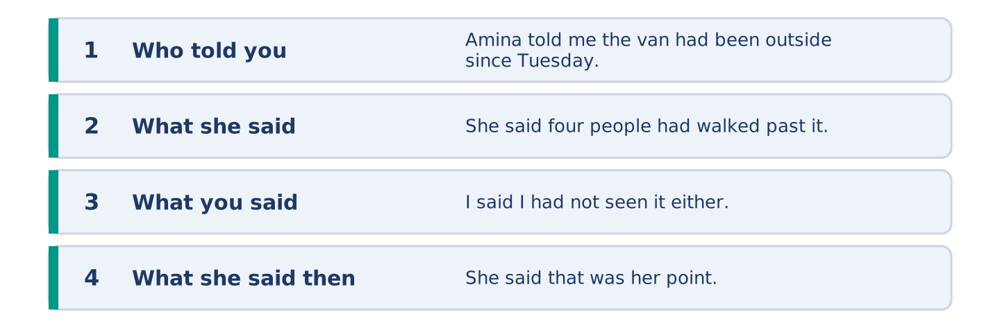 1 Who told you Amina told me the van had been outside
since Tuesday.
2 What she said She said four people had walked past it.
3 What you said I said I had not seen it either.
4 What she said then She said that was her point.